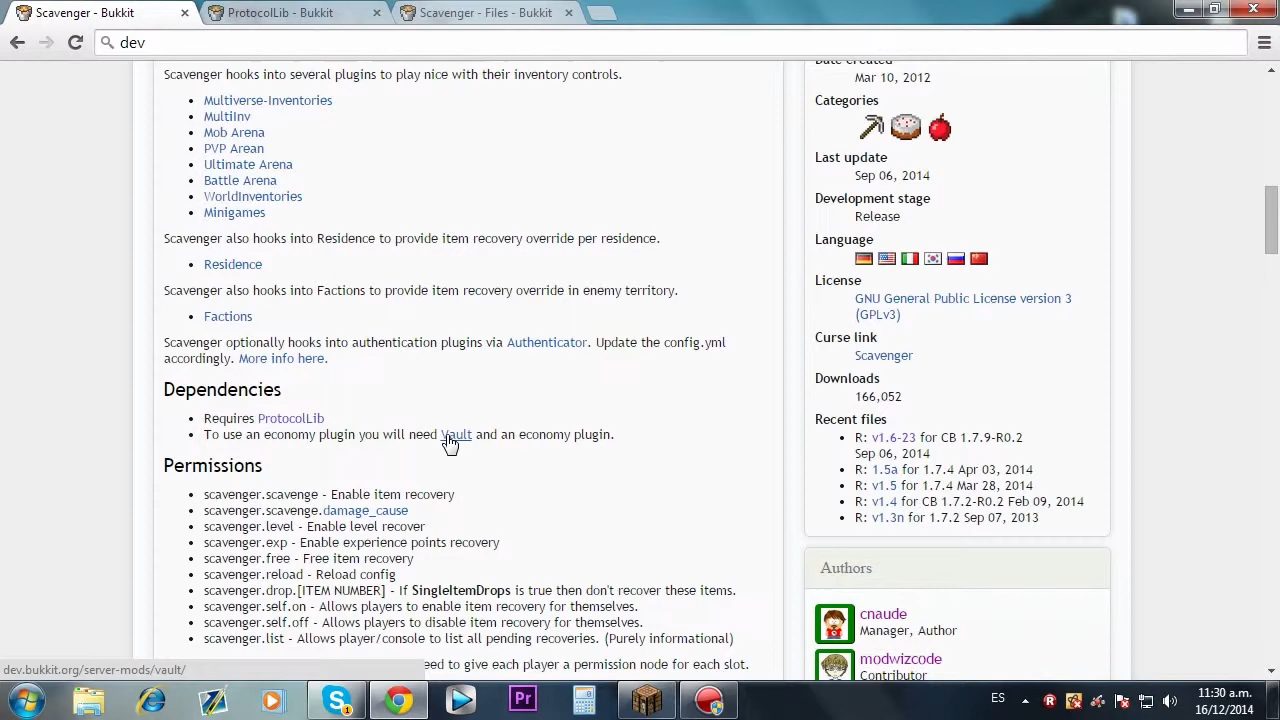 Scavenger - Bukkit
ProtocolLib - Bukkit
Scavenger - Files - Bukkit
dev
Scavenger hooks into several plugins to play nice with their inventory controls.
Multiverse-Inventories
MultiInv
Mob Arena
PVP Arean
Ultimate Arena
Battle Arena
WorldInventories
Minigames
Scavenger also hooks into Residence to provide item recovery override per residence.
Residence
Scavenger also hooks into Factions to provide item recovery override in enemy territory.
Factions
Scavenger optionally hooks into authentication plugins via Authenticator. Update the config.yml
accordingly. More info here.
Dependencies
Requires ProtocolLib
To use an economy plugin you will need Vault and an economy plugin.
Permissions
scavenger.scavenge - Enable item recovery
scavenger.scavenge.damage_cause
scavenger.level - Enable level recover
scavenger.exp - Enable experience points recovery
scavenger.free - Free item recovery
scavenger.reload - Reload config
scavenger.drop.[ITEM NUMBER] - If SingleItemDrops is true then don't recover these items.
scavenger.self.on - Allows players to enable item recovery for themselves.
scavenger.self.off - Allows players to disable item recovery for themselves.
scavenger.list - Allows player/console to list all pending recoveries. (Purely informational)
need to give each player a permission node for each slot.
dev.bukkit.org/server-mods/vault/
Date created
Mar 10, 2012
Categories
Last update
Sep 06, 2014
Development stage
Release
Language
License
GNU General Public License version 3
(GPLv3)
Curse link
Scavenger
Downloads
166,052
Recent files
R: v1.6-23 for CB 1.7.9-R0.2
Sep 06, 2014
R: 1.5a for 1.7.4 Apr 03, 2014
R: v1.5 for 1.7.4 Mar 28, 2014
R: v1.4 for CB 1.7.2-R0.2 Feb 09, 2014
R: v1.3n for 1.7.2 Sep 07, 2013
Authors
cnaude
Manager, Author
modwizcode
Contributor
Pr
ES
11:30 a.m.
16/12/2014